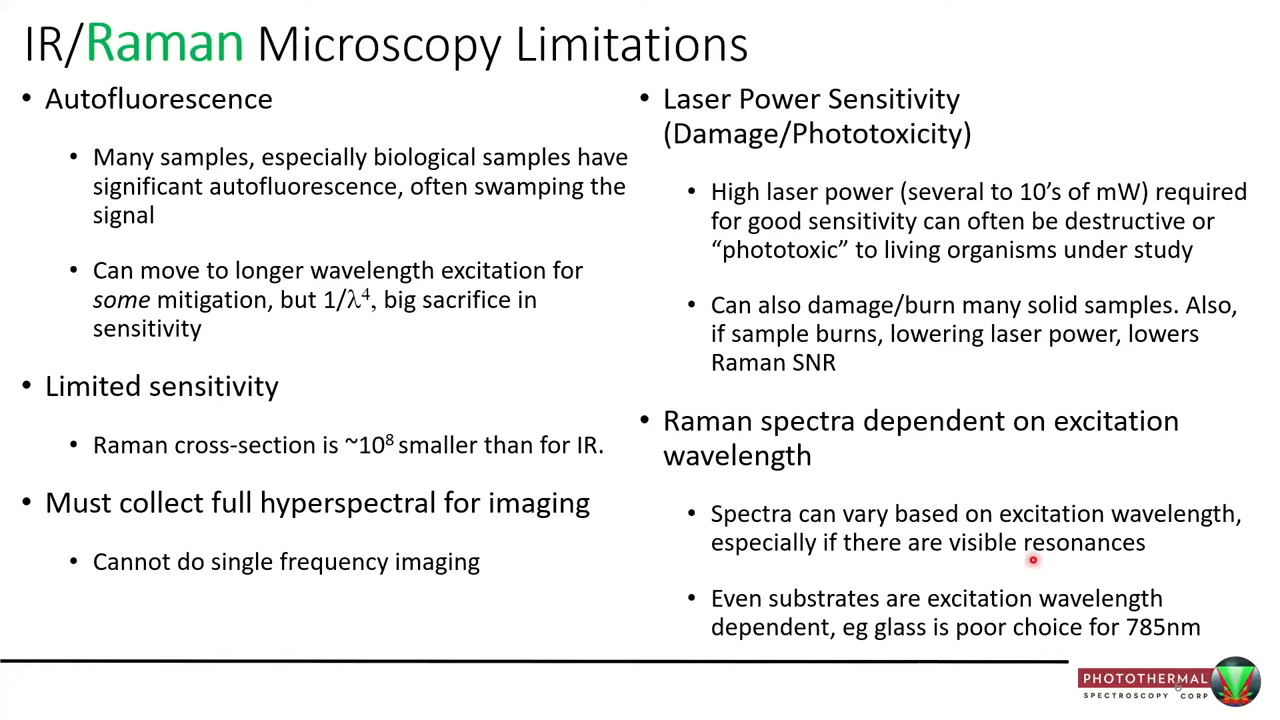 IR/Raman Microscopy Limitations
• Autofluorescence
• Many samples, especially biological samples have
significant autofluorescence, often swamping the
signal
• Can move to longer wavelength excitation for
some mitigation, but 1/λ⁴, big sacrifice in
sensitivity
• Limited sensitivity
• Raman cross-section is ~10⁸ smaller than for IR.
• Must collect full hyperspectral for imaging
• Cannot do single frequency imaging
• Laser Power Sensitivity
(Damage/Phototoxicity)
• High laser power (several to 10’s of mW) required
for good sensitivity can often be destructive or
“phototoxic” to living organisms under study
• Can also damage/burn many solid samples. Also,
if sample burns, lowering laser power, lowers
Raman SNR
• Raman spectra dependent on excitation
wavelength
• Spectra can vary based on excitation wavelength,
especially if there are visible resonances
• Even substrates are excitation wavelength
dependent, eg glass is poor choice for 785nm
PHOTOTHERMAL
SPECTROSCOPY CORP